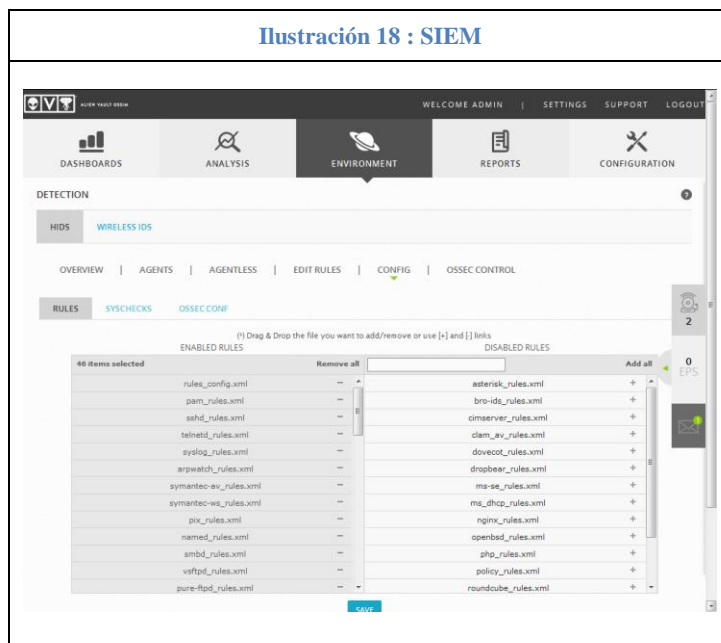 Ilustración 18 : SIEM
ALIEN VAULT OSSIM
WELCOME ADMIN | SETTINGS SUPPORT LOGOUT
DASHBOARDS ANALYSIS ENVIRONMENT REPORTS CONFIGURATION
DETECTION
HIDS WIRELESS IDS
OVERVIEW | AGENTS | AGENTLESS | EDIT RULES | CONFIG | OSSEC CONTROL
RULES SYSCHECKS OSSEC.CONF
(*) Drag & Drop the file you want to add/remove or use [+] and [-] links
ENABLED RULES DISABLED RULES
46 items selected Remove all Add all
rules_config.xml − asterisk_rules.xml +
pam_rules.xml − bro-ids_rules.xml +
sshd_rules.xml − cimserver_rules.xml +
telnetd_rules.xml − clam_av_rules.xml +
syslog_rules.xml − dovecot_rules.xml +
arpwatch_rules.xml − dropbear_rules.xml +
symantec-av_rules.xml − ms-se_rules.xml +
symantec-ws_rules.xml − ms_dhcp_rules.xml +
pix_rules.xml − nginx_rules.xml +
named_rules.xml − openbsd_rules.xml +
smbd_rules.xml − php_rules.xml +
vsftpd_rules.xml − policy_rules.xml +
pure-ftpd_rules.xml − roundcube_rules.xml +
SAVE
2
0
EPS